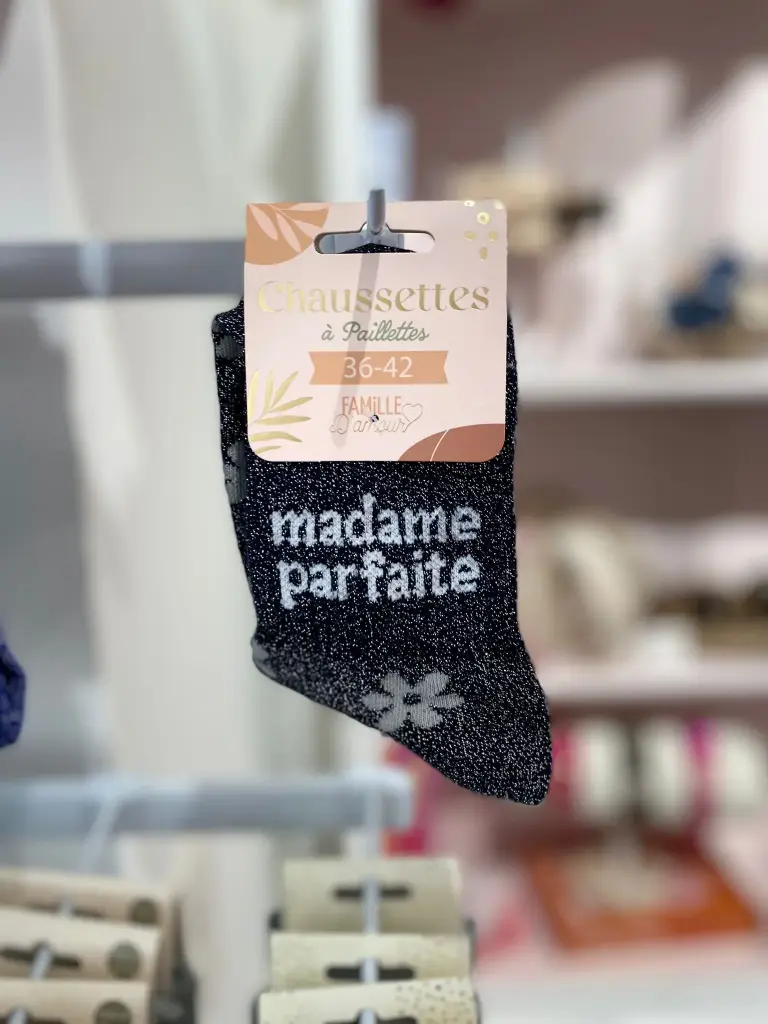 Chaussettes
à Paillettes
36-42
FAMiLLE
D'amour
madame
parfaite